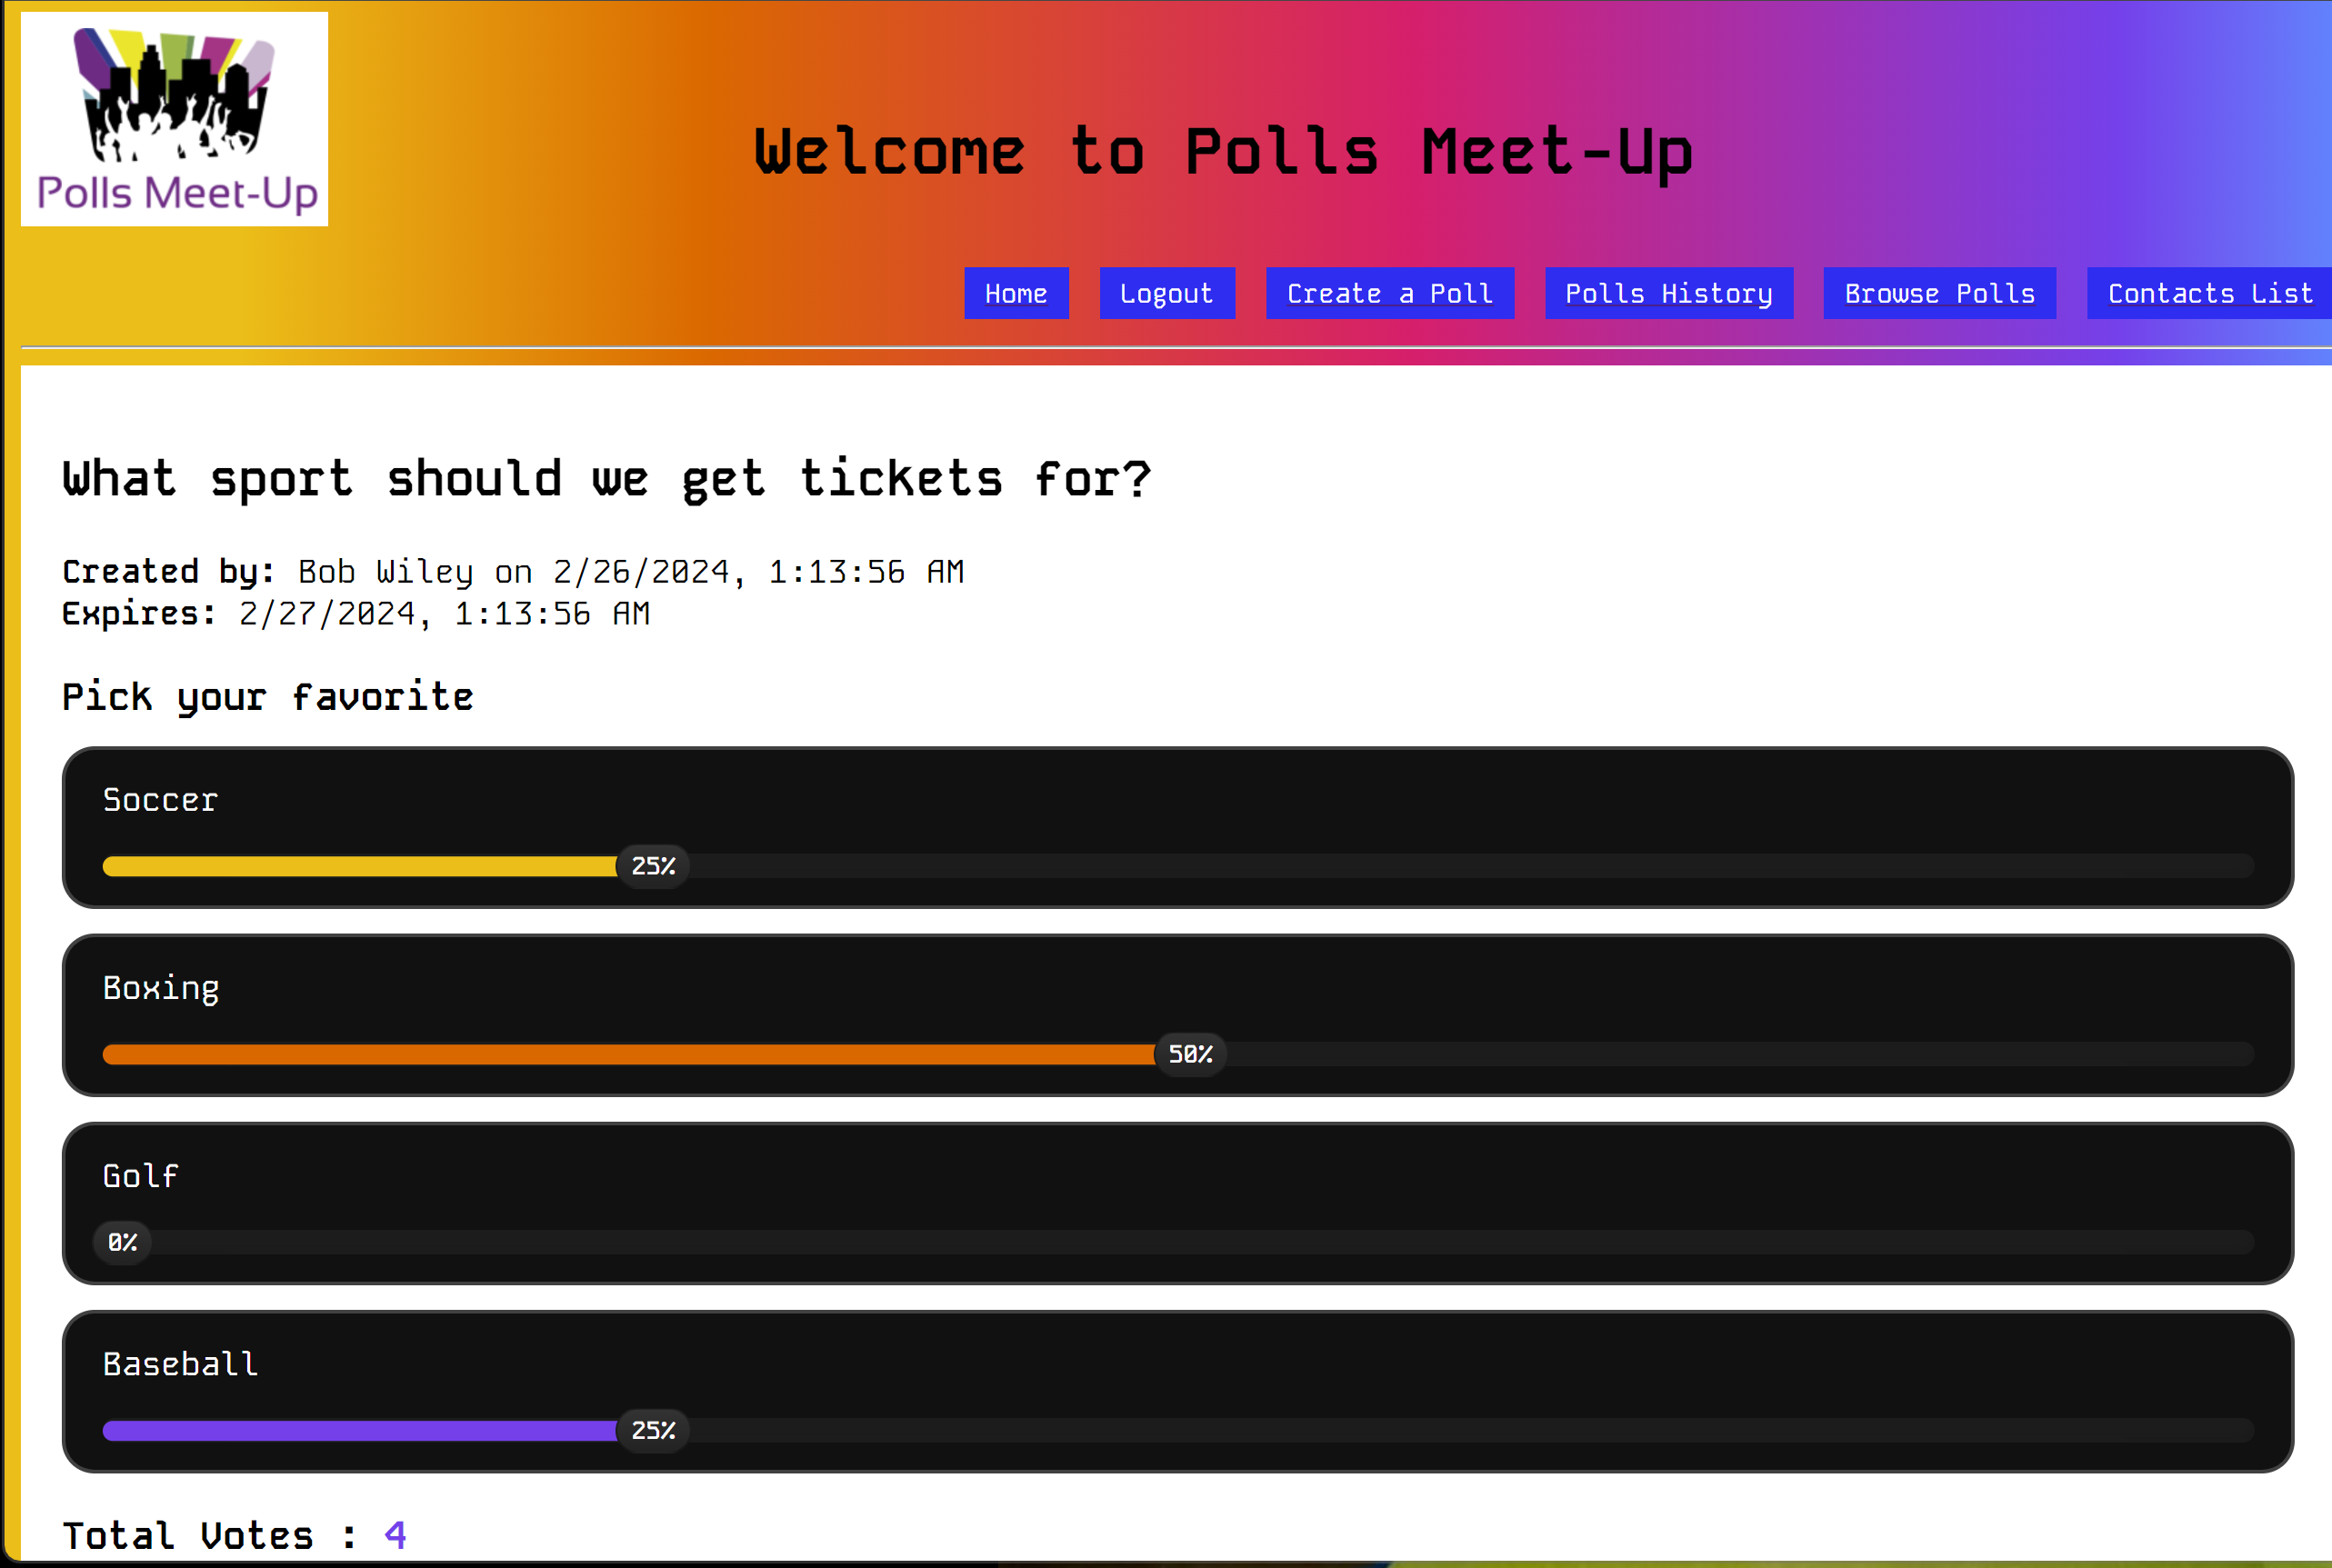 Polls Meet-Up
Welcome to Polls Meet-Up
Home Logout Create a Poll Polls History Browse Polls Contacts List
What sport should we get tickets for?
Created by: Bob Wiley on 2/26/2024, 1:13:56 AM
Expires: 2/27/2024, 1:13:56 AM
Pick your favorite
Soccer
25%
Boxing
50%
Golf
0%
Baseball
25%
Total Votes : 4